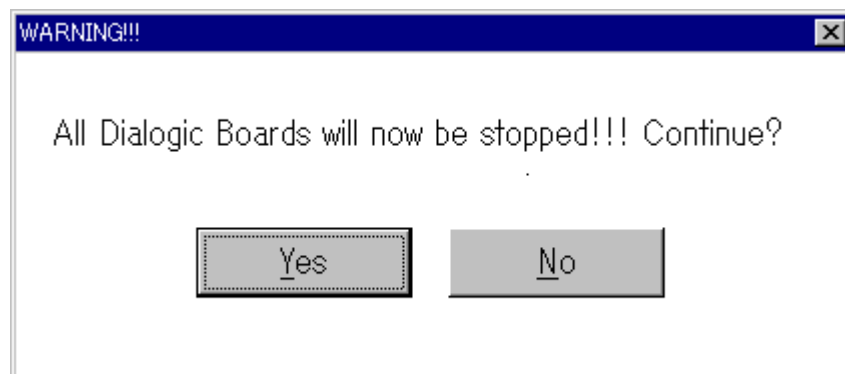 WARNING!!!
All Dialogic Boards will now be stopped!!! Continue?
Yes No